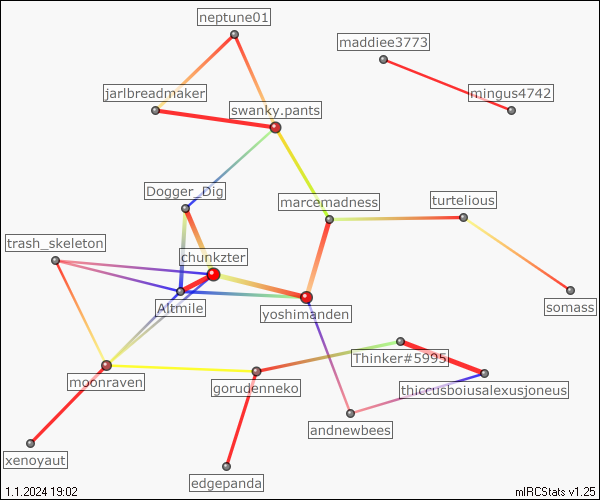 neptune01
maddiee3773
jarlbreadmaker
mingus4742
swanky.pants
Dogger_Dig
marcemadness
turtelious
trash_skeleton
chunkzter
Altmile
yoshimanden
somass
Thinker#5995
moonraven
gorudenneko
thiccusboiusalexusjoneus
andnewbees
xenoyaut
edgepanda
1.1.2024 19:02
mIRCStats v1.25